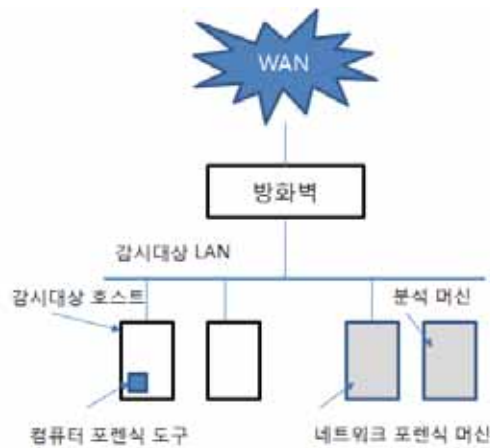 WAN
방화벽
감시대상 LAN
감시대상 호스트
분석 머신
컴퓨터 포렌식 도구
네트워크 포렌식 머신